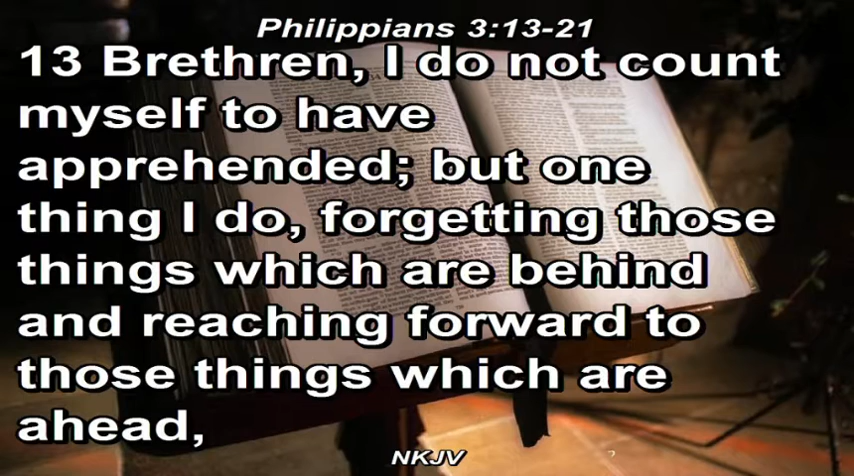 Philippians 3:13-21
13 Brethren, I do not count
myself to have
apprehended; but one
thing I do, forgetting those
things which are behind
and reaching forward to
those things which are
ahead,
NKJV